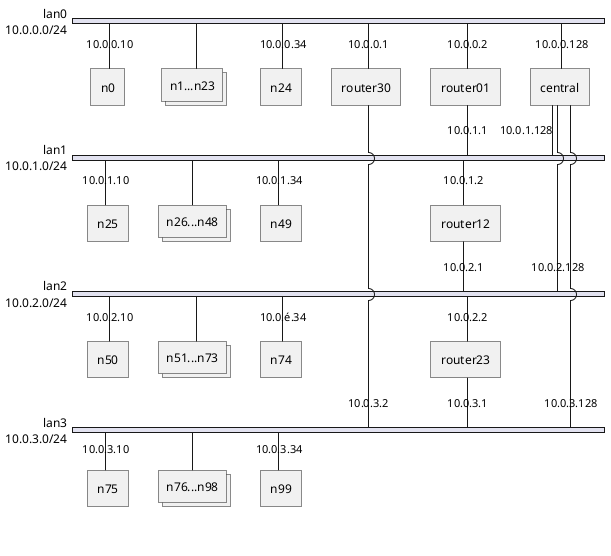 lan0
10.0.0.0/24
10.0.0.10
10.0.0.34
10.0.0.1
10.0.0.2
10.0.0.128
n0
n1...n23
n24
router30
router01
central
10.0.1.1
10.0.1.128
lan1
10.0.1.0/24
10.0.1.10
10.0.1.34
10.0.1.2
n25
n26...n48
n49
router12
10.0.2.1
10.0.2.128
lan2
10.0.2.0/24
10.0.2.10
10.0.é.34
10.0.2.2
n50
n51...n73
n74
router23
10.0.3.2
10.0.3.1
10.0.3.128
lan3
10.0.3.0/24
10.0.3.10
10.0.3.34
n75
n76...n98
n99